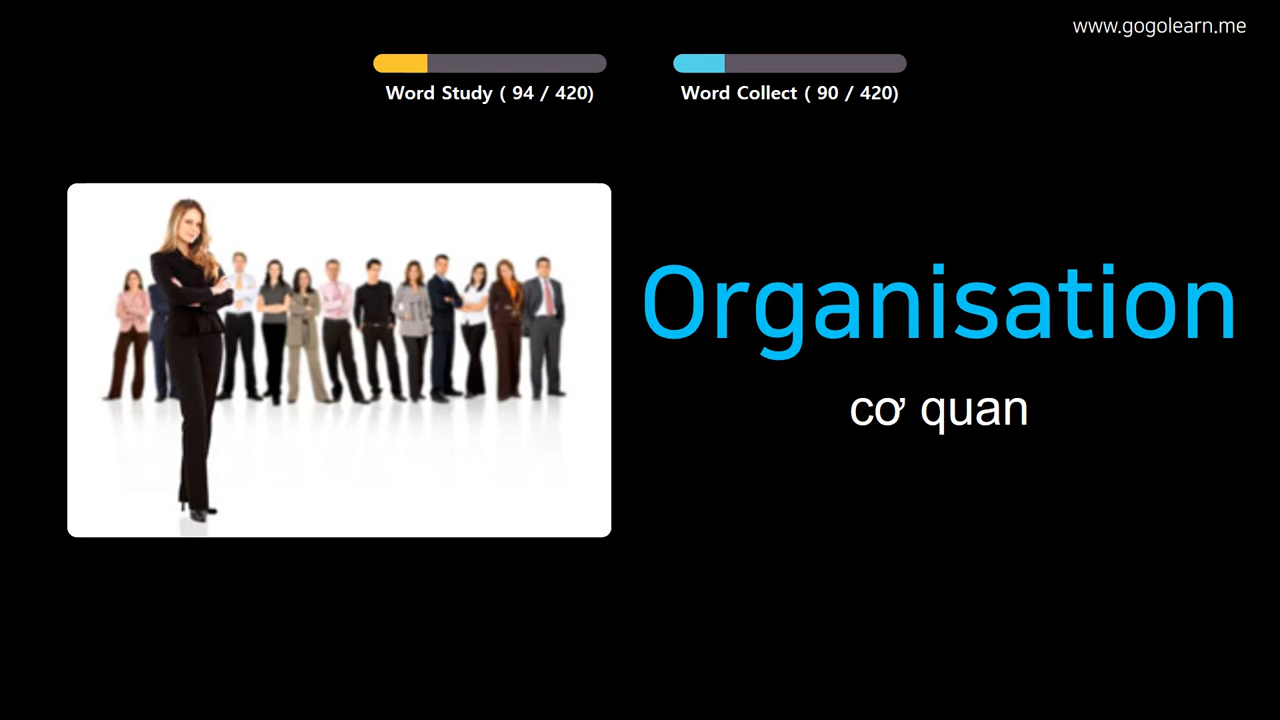 www.gogolearn.me
Word Study ( 94 / 420)
Word Collect ( 90 / 420)
Organisation
cơ quan